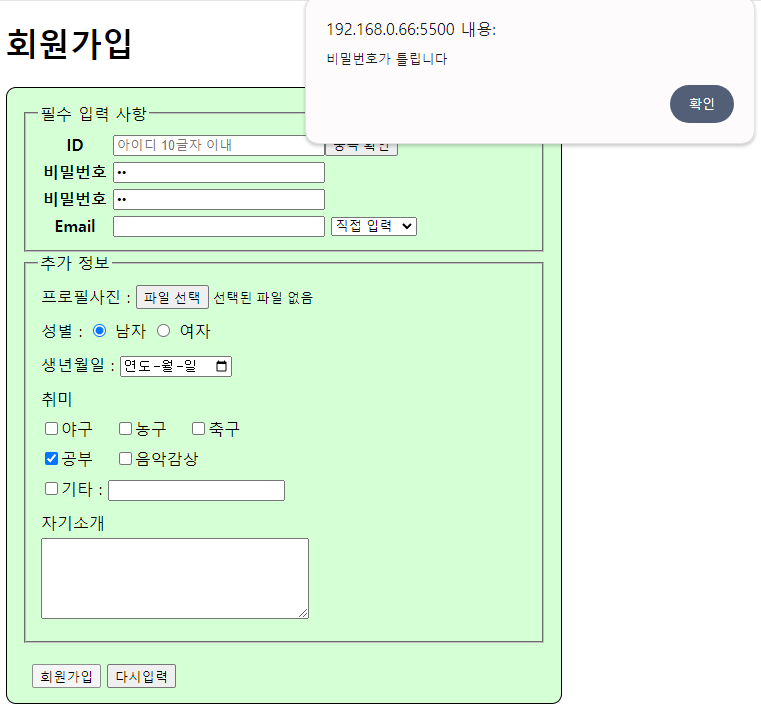 192.168.0.66:5500 내용:
비밀번호가 틀립니다
확인
회원가입
필수 입력 사항
ID 아이디 10글자 이내 중복 확인
비밀번호 ••
비밀번호 ••
Email 직접 입력
추가 정보
프로필사진 : 파일 선택 선택된 파일 없음
성별 : 남자 여자
생년월일 : 연도-월-일
취미
야구 농구 축구
공부 음악감상
기타 :
자기소개
회원가입 다시입력